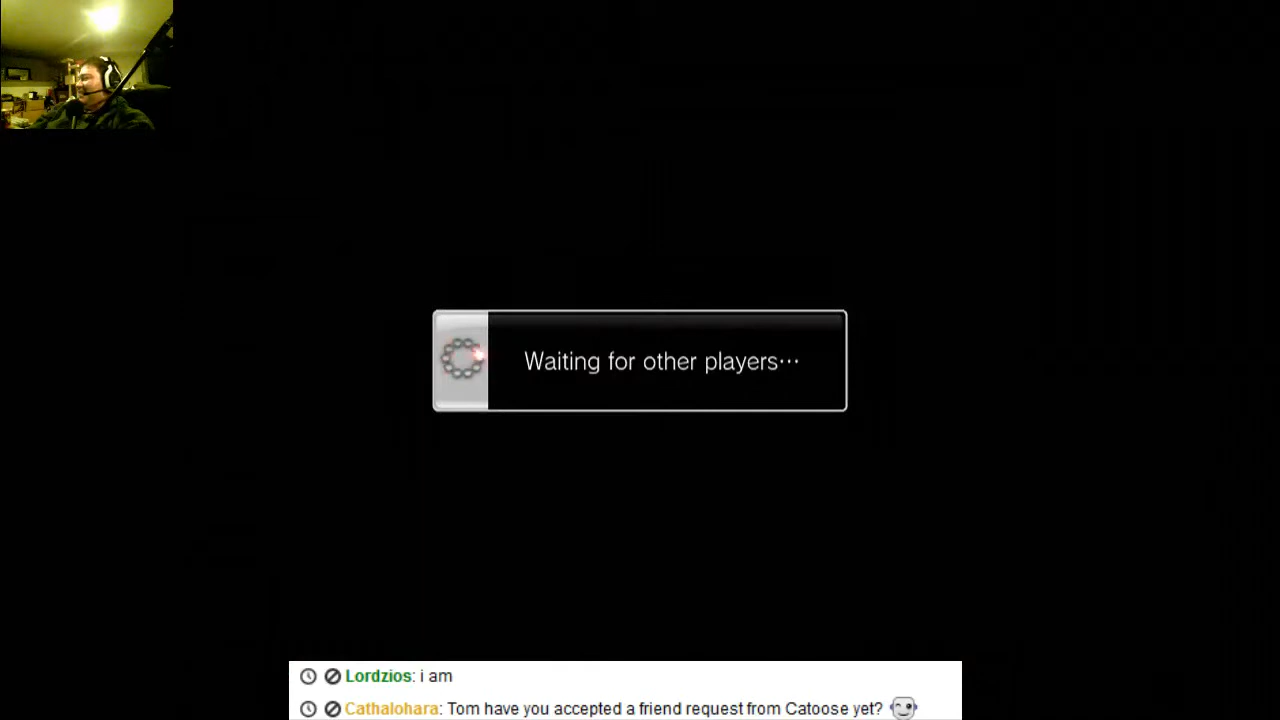 Waiting for other players···
Lordzios: i am
Cathalohara: Tom have you accepted a friend request from Catoose yet?